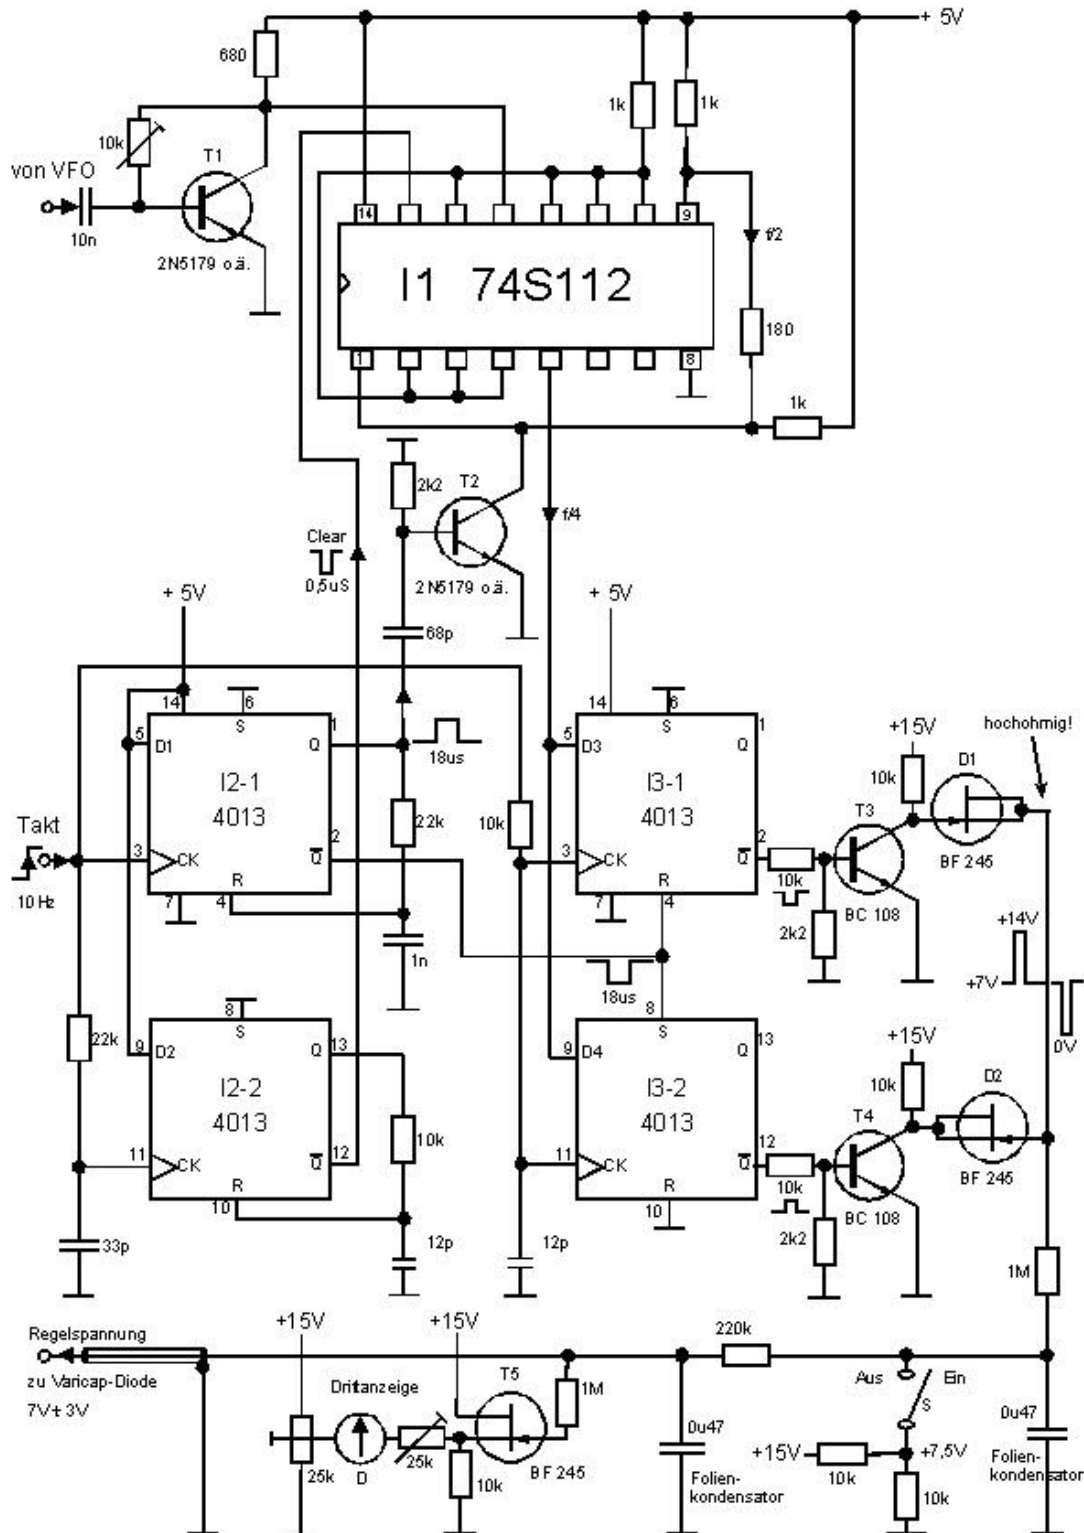 + 5V
680
1k
1k
10k
T1
von VFO
10n
2N5179 o.ä.
14
9
f/2
I1 74S112
180
1
8
1k
2k2
T2
f/4
Clear
0,5uS
2N5179 o.ä.
+ 5V
+ 5V
68p
14
6
14
6
5
D1
S
Q
1
18us
5
D3
S
Q
1
+15V
hochohmig!
I2-1
4013
22k
10k
I3-1
4013
10k
D1
T3
Takt
3
CK
Q
2
3
CK
Q
2
BF 245
10 Hz
R
7
4
R
7
4
10k
BC 108
2k2
+14V
1n
18us
+7V
0V
22k
8
S
8
S
9
D2
Q
13
9
D4
Q
13
+15V
I2-2
4013
10k
I3-2
4013
10k
D2
T4
11
CK
Q
12
11
CK
Q
12
BF 245
R
10
R
10
10k
BC 108
33p
12p
12p
2k2
1M
Regelspannung
+15V
+15V
220k
zu Varicap-Diode
7V ± 3V
Driftanzeige
T5
1M
Aus
Ein
S
0u47
0u47
25k
D
25k
10k
BF 245
Folien-
kondensator
+15V
+7,5V
10k
10k
Folien-
kondensator